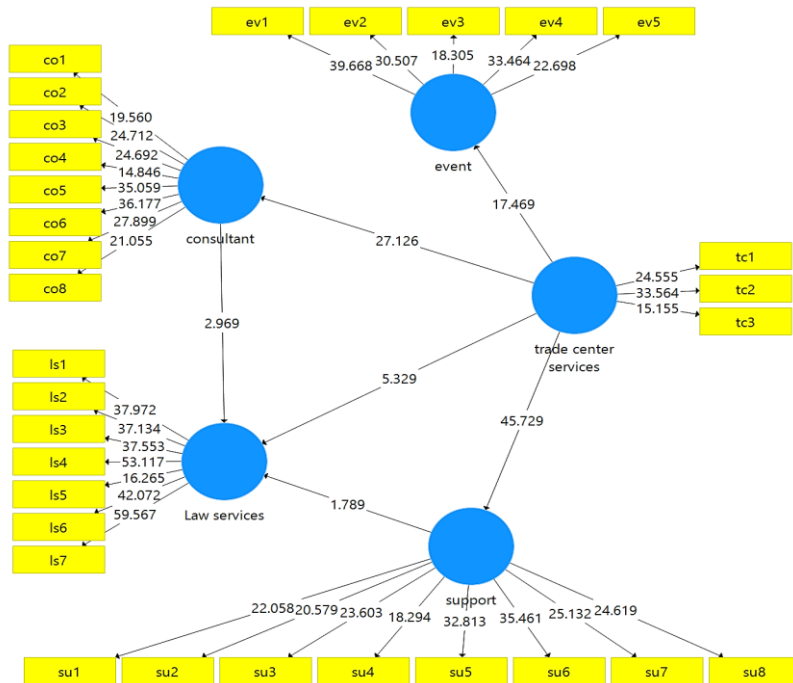 ev1 ev2 ev3 ev4 ev5
39.668 30.507 18.305 33.464 22.698
event
co1
co2
co3
co4
co5
co6
co7
co8
19.560
24.712
24.692
14.846
35.059
36.177
27.899
21.055
consultant
17.469
27.126
tc1
tc2
tc3
24.555
33.564
15.155
trade center
services
2.969
5.329
45.729
ls1
ls2
ls3
ls4
ls5
ls6
ls7
37.972
37.134
37.553
53.117
16.265
42.072
59.567
Law services
1.789
support
22.058 20.579 23.603 18.294 32.813 35.461 25.132 24.619
su1 su2 su3 su4 su5 su6 su7 su8